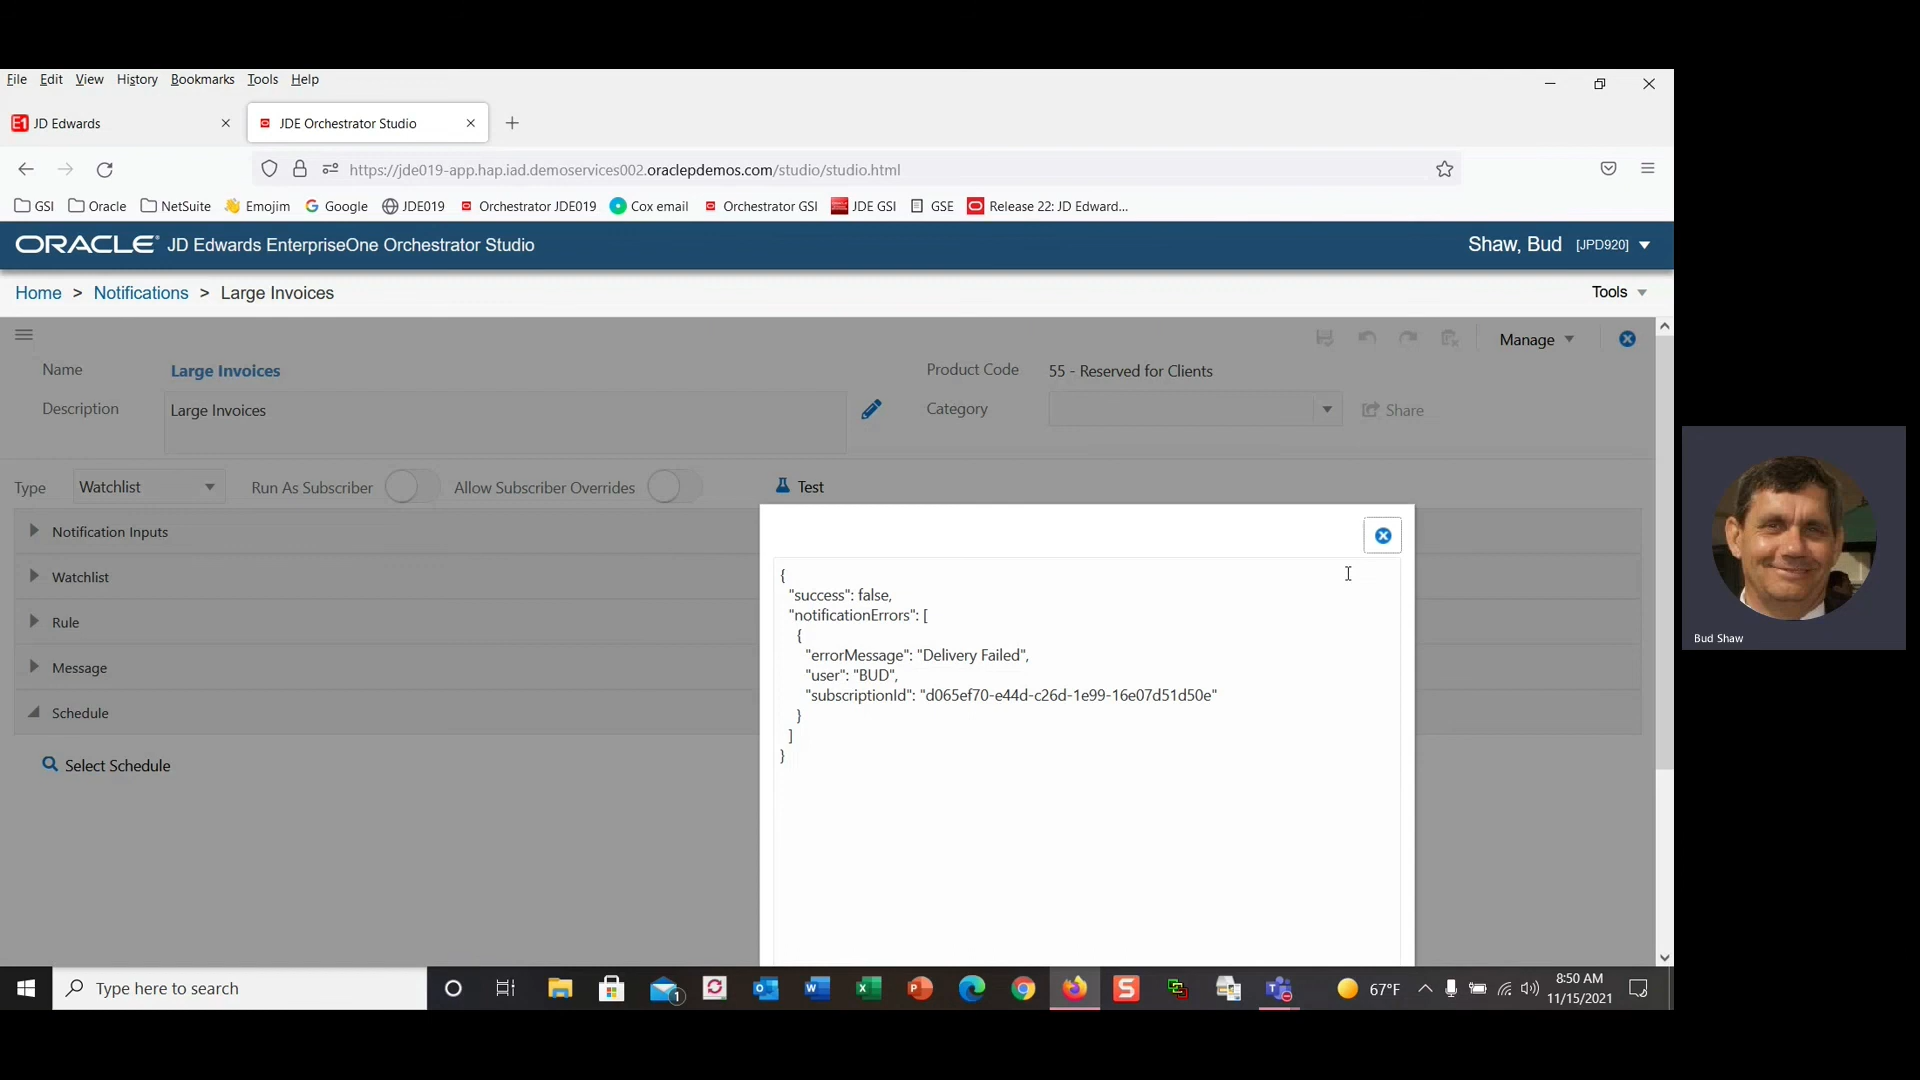 File Edit View History Bookmarks Tools Help
E1 JD Edwards
JDE Orchestrator Studio
https://jde019-app.hap.iad.demoservices002.oraclepdemos.com/studio/studio.html
GSI Oracle NetSuite Emojim Google JDE019 Orchestrator JDE019 Cox email Orchestrator GSI JDE GSI GSE Release 22: JD Edward...
ORACLE JD Edwards EnterpriseOne Orchestrator Studio
Shaw, Bud [JPD920]
Home > Notifications > Large Invoices
Tools
Manage
Name Large Invoices
Product Code 55 - Reserved for Clients
Description Large Invoices
Category
Share
Type Watchlist Run As Subscriber Allow Subscriber Overrides Test
Notification Inputs
Watchlist
Rule
Message
Schedule
Select Schedule
{
"success": false,
"notificationErrors": [
{
"errorMessage": "Delivery Failed",
"user": "BUD",
"subscriptionId": "d065ef70-e44d-c26d-1e99-16e07d51d50e"
}
]
}
Bud Shaw
Type here to search
1
67°F
8:50 AM
11/15/2021